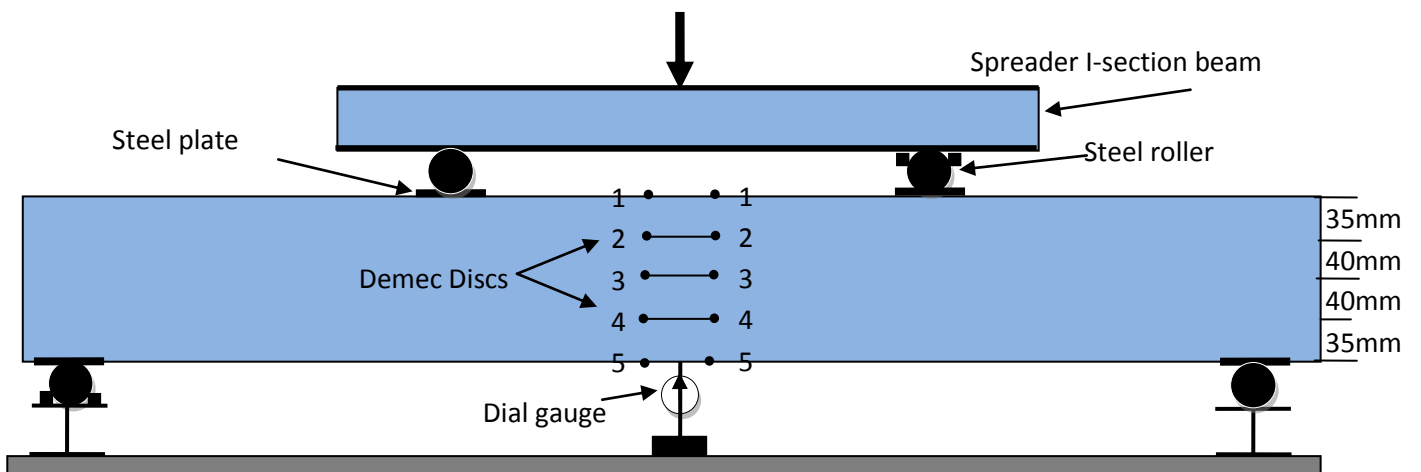 Spreader I-section beam
Steel plate
Steel roller
1 1
2 2
3 3
4 4
5 5
Demec Discs
35mm
40mm
40mm
35mm
Dial gauge